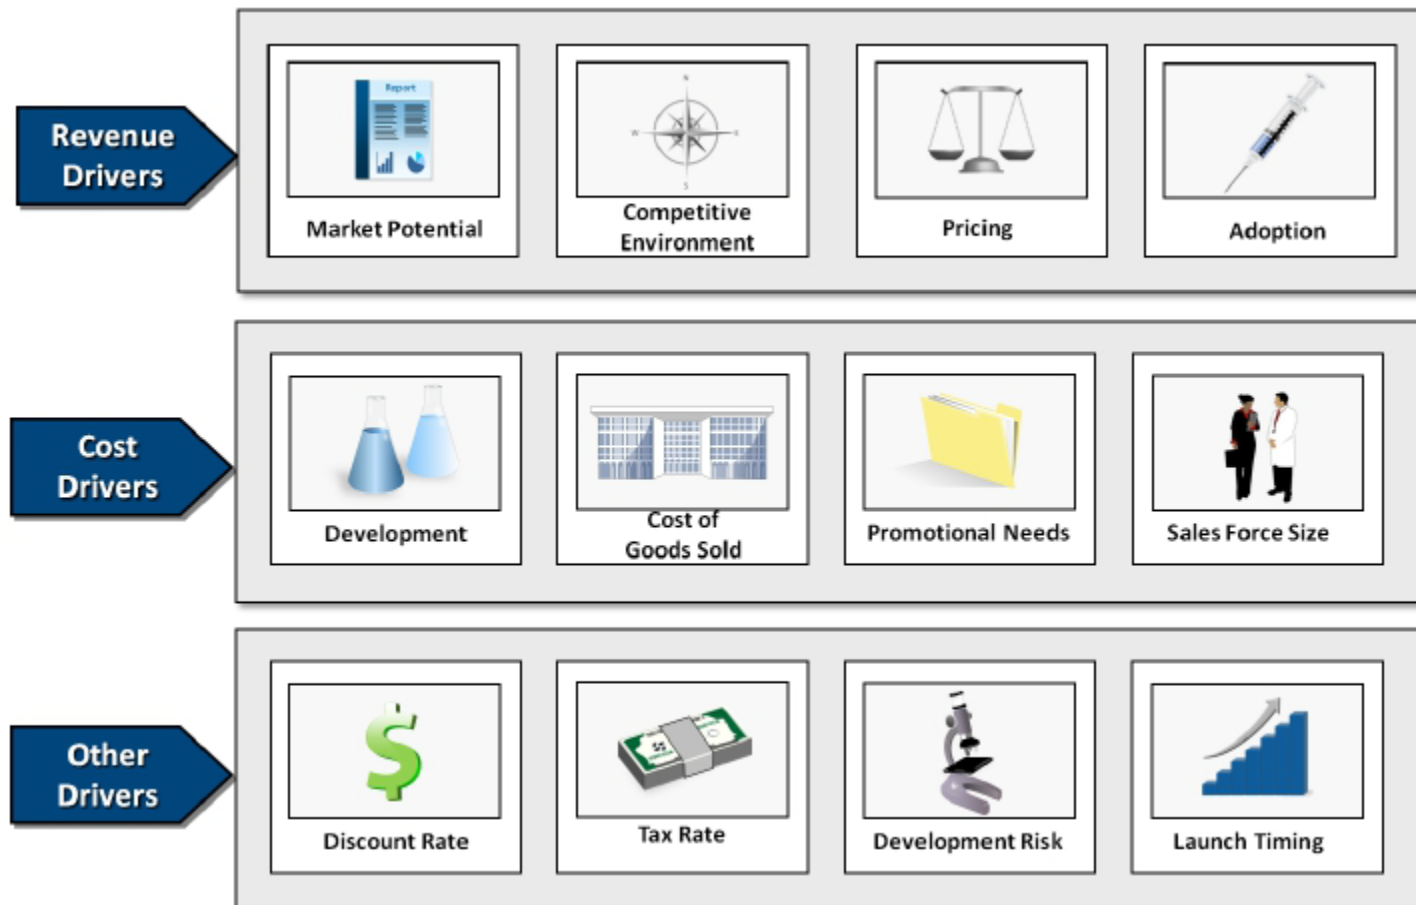 Revenue
Drivers
Report
Market Potential
N
W
E
S
Competitive
Environment
Pricing
Adoption
Cost
Drivers
Development
Cost of
Goods Sold
Promotional Needs
Sales Force Size
Other
Drivers
Discount Rate
Tax Rate
Development Risk
Launch Timing